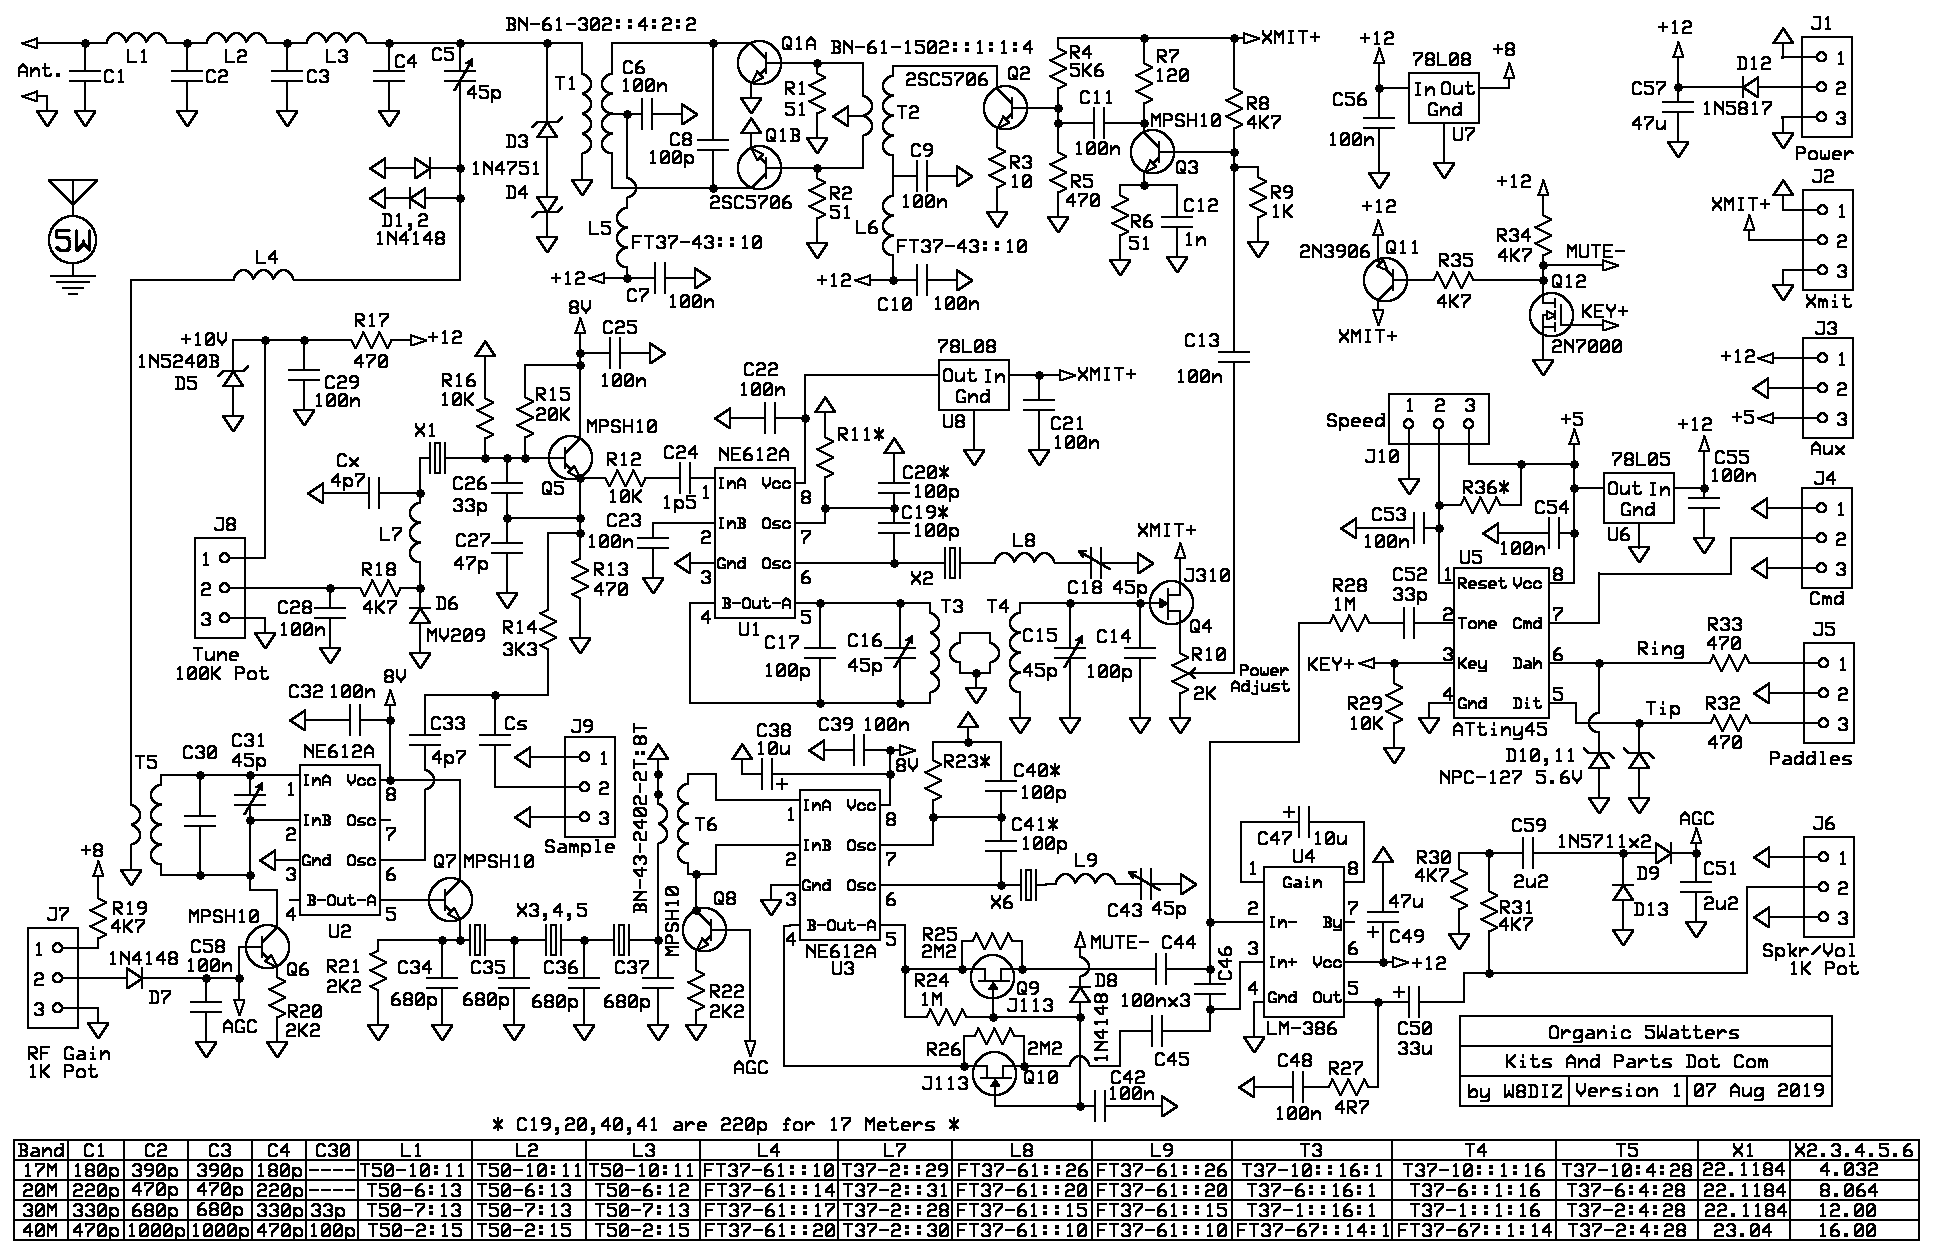 BN-61-302::4:2:2
Ant.
C1
L1
C2
L2
C3
L3
C4
C5
45p
T1
C6
100n
C8
100p
Q1A
Q1B
2SC5706
R1
51
R2
51
BN-61-1502::1:1:4
2SC5706
T2
Q2
C9
100n
L6
FT37-43::10
+12
C10
100n
R3
10
R4
5K6
R5
470
C11
100n
R7
120
MPSH10
Q3
R6
51
C12
1n
R8
4K7
R9
1K
XMIT+
D3
1N4751
D4
D1,2
1N4148
5W
L4
L5
FT37-43::10
+12
C7
100n
+12
78L08
+8
In Out
Gnd
U7
C56
100n
+12
C57
47u
D12
1N5817
J1
1
2
3
Power
J2
XMIT+
1
2
3
Xmit
+12
2N3906
Q11
XMIT+
R35
4K7
+12
R34
4K7
MUTE-
Q12
KEY+
2N7000
J3
+12
1
2
+5
3
Aux
+10V
1N5240B
D5
R17
470
+12
C29
100n
8V
C25
100n
R16
10K
R15
20K
MPSH10
X1
Q5
Cx
4p7
C26
33p
C27
47p
L7
R12
10K
C24
1p5
C23
100n
R13
470
R14
3K3
J8
1
2
3
Tune
100K Pot
C28
100n
R18
4K7
D6
MV209
C22
100n
NE612A
InA Vcc
InB Osc
Gnd Osc
B-Out-A
1
2
3
4
8
7
6
5
U1
78L08
Out In
Gnd
U8
XMIT+
C21
100n
R11*
C20*
100p
C19*
100p
X2
L8
C18
45p
C17
100p
C16
45p
T3
T4
C15
45p
C14
100p
XMIT+
J310
Q4
R10
2K
Power
Adjust
C13
100n
Speed
1 2 3
J10
+5
+12
78L05
Out In
Gnd
U6
C55
100n
R36*
C54
100n
C53
100n
U5
Reset Vcc
Tone Cmd
Key Dah
Gnd Dit
1
2
3
4
8
7
6
5
ATtiny45
R28
1M
C52
33p
KEY+
R29
10K
J4
1
2
3
Cmd
J5
Ring
R33
470
1
2
Tip
R32
470
3
Paddles
D10,11
NPC-127 5.6V
C32
100n
8V
NE612A
InA Vcc
InB Osc
Gnd Osc
B-Out-A
1
2
3
4
8
7
6
5
U2
C33
4p7
Cs
J9
1
2
3
Sample
T5
C30
C31
45p
Q7
MPSH10
X3,4,5
R21
2K2
C34
680p
C35
680p
C36
680p
C37
680p
BN-43-2402-2T:8T
+8
R19
4K7
J7
1
2
3
RF Gain
1K Pot
1N4148
D7
C58
100n
AGC
MPSH10
Q6
R20
2K2
C38
10u
+
C39
100n
8V
T6
MPSH10
Q8
R22
2K2
AGC
InA Vcc
InB Osc
Gnd Osc
B-Out-A
1
2
3
4
8
7
6
5
NE612A
U3
R23*
C40*
100p
C41*
100p
X6
L9
C43
45p
R25
2M2
Q9
J113
R24
1M
R26
2M2
J113
Q10
MUTE-
D8
1N4148
C42
100n
C44
100nx3
C46
C45
+
C47
10u
U4
Gain
In-
By
In+
Vcc
Gnd Out
1
2
3
4
8
7
6
5
LM-386
47u
+
C49
+12
+
C50
33u
C48
100n
R27
4R7
R30
4K7
R31
4K7
C59
2u2
1N5711x2
AGC
D9
D13
C51
2u2
J6
1
2
3
Spkr/Vol
1K Pot
Organic 5Watters
Kits And Parts Dot Com
by W8DIZ Version 1 07 Aug 2019
* C19,20,40,41 are 220p for 17 Meters *
Band C1 C2 C3 C4 C30 L1 L2 L3 L4 L7 L8 L9 T3 T4 T5 X1 X2.3.4.5.6
17M 180p 390p 390p 180p ---- T50-10:11 T50-10:11 T50-10:11 FT37-61::10 T37-2::29 FT37-61::26 FT37-61::26 T37-10::16:1 T37-10::1:16 T37-10:4:28 22.1184 4.032
20M 220p 470p 470p 220p ---- T50-6:13 T50-6:13 T50-6:12 FT37-61::14 T37-2::31 FT37-61::20 FT37-61::20 T37-6::16:1 T37-6::1:16 T37-6:4:28 22.1184 8.064
30M 330p 680p 680p 330p 33p T50-7:13 T50-7:13 T50-7:13 FT37-61::17 T37-2::28 FT37-61::15 FT37-61::15 T37-1::16:1 T37-1::1:16 T37-2:4:28 22.1184 12.00
40M 470p 1000p 1000p 470p 100p T50-2:15 T50-2:15 T50-2:15 FT37-61::20 T37-2::30 FT37-61::10 FT37-61::10 FT37-67::14:1 FT37-67::1:14 T37-2:4:28 23.04 16.00